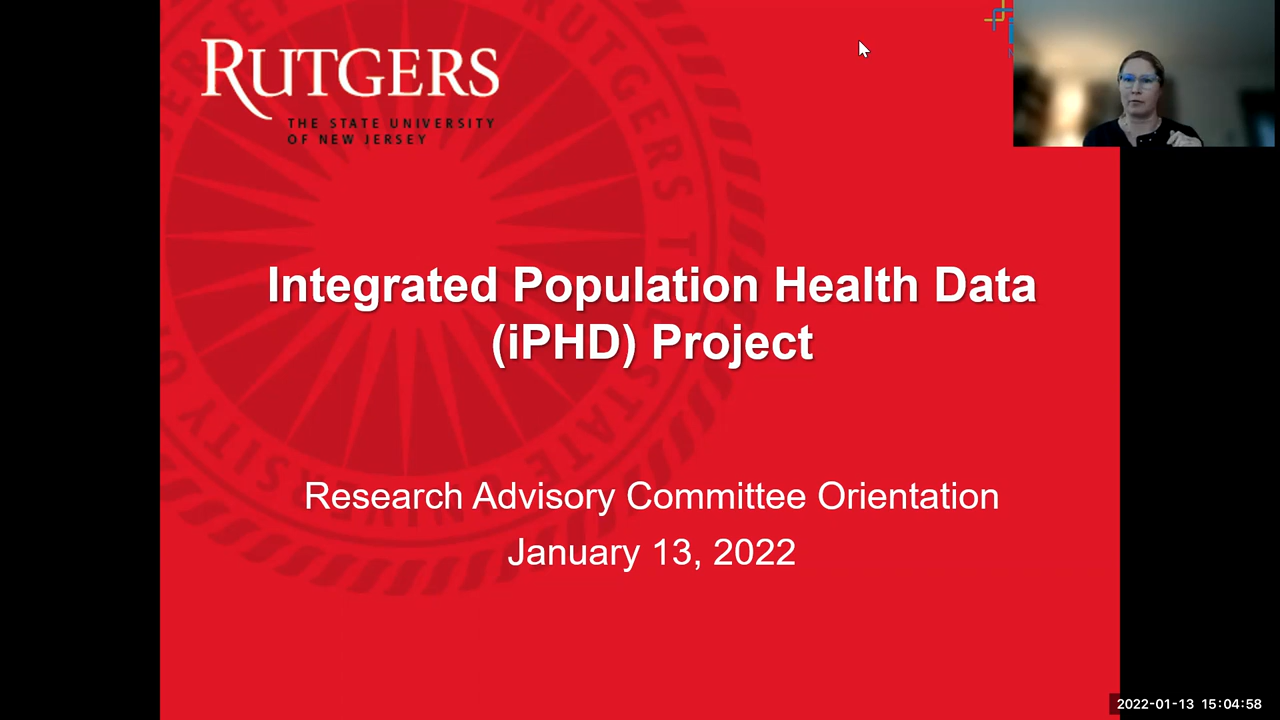 RUTGERS
THE STATE UNIVERSITY
OF NEW JERSEY
Integrated Population Health Data
(iPHD) Project
Research Advisory Committee Orientation
January 13, 2022
2022-01-13 15:04:58